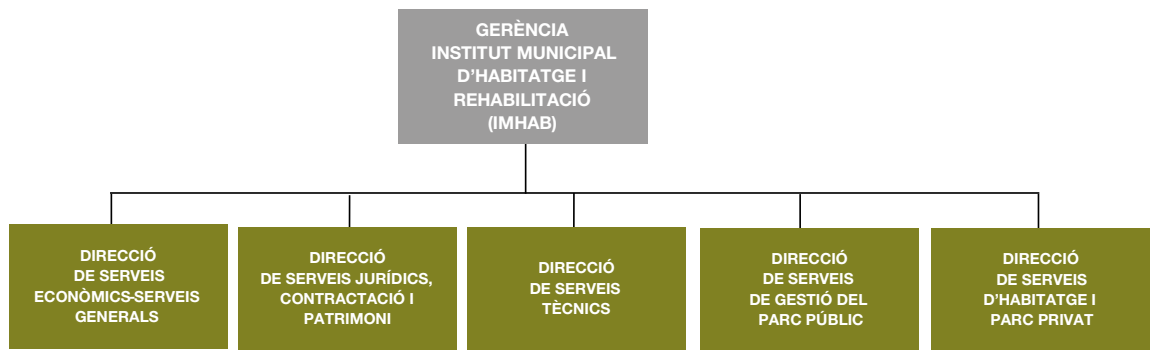 GERÈNCIA
INSTITUT MUNICIPAL
D'HABITATGE I
REHABILITACIÓ
(IMHAB)
DIRECCIÓ
DE SERVEIS
ECONÒMICS-SERVEIS
GENERALS
DIRECCIÓ
DE SERVEIS JURÍDICS,
CONTRACTACIÓ I
PATRIMONI
DIRECCIÓ
DE SERVEIS
TÈCNICS
DIRECCIÓ
DE SERVEIS
DE GESTIÓ DEL
PARC PÚBLIC
DIRECCIÓ
DE SERVEIS
D'HABITATGE I
PARC PRIVAT